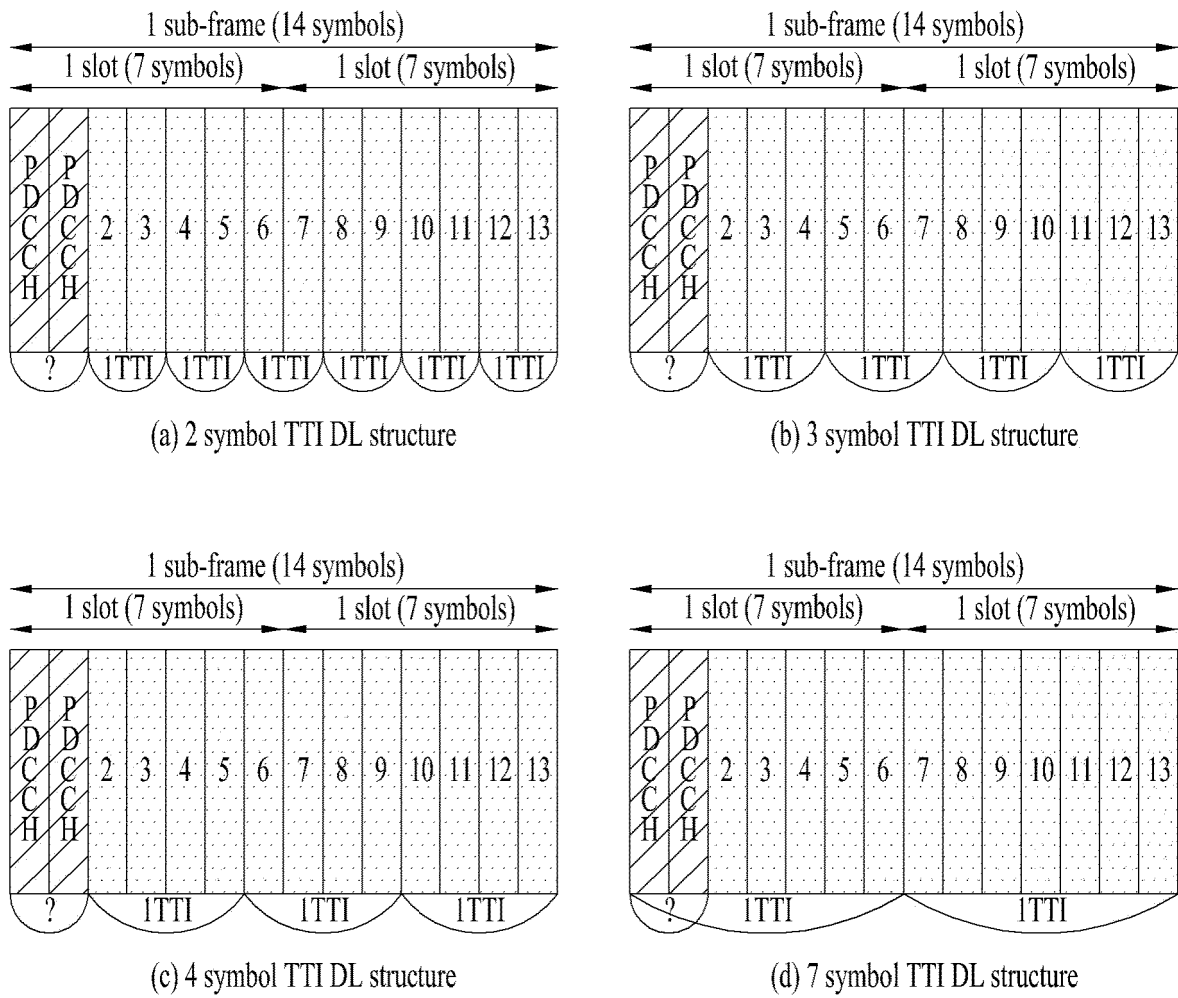 1 sub-frame (14 symbols)
1 slot (7 symbols) 1 slot (7 symbols)
PDCCH PDCCH 2 3 4 5 6 7 8 9 10 11 12 13
? 1TTI 1TTI 1TTI 1TTI 1TTI 1TTI
(a) 2 symbol TTI DL structure
1 sub-frame (14 symbols)
1 slot (7 symbols) 1 slot (7 symbols)
PDCCH PDCCH 2 3 4 5 6 7 8 9 10 11 12 13
? 1TTI 1TTI 1TTI 1TTI
(b) 3 symbol TTI DL structure
1 sub-frame (14 symbols)
1 slot (7 symbols) 1 slot (7 symbols)
PDCCH PDCCH 2 3 4 5 6 7 8 9 10 11 12 13
? 1TTI 1TTI 1TTI
(c) 4 symbol TTI DL structure
1 sub-frame (14 symbols)
1 slot (7 symbols) 1 slot (7 symbols)
PDCCH PDCCH 2 3 4 5 6 7 8 9 10 11 12 13
? 1TTI 1TTI
(d) 7 symbol TTI DL structure